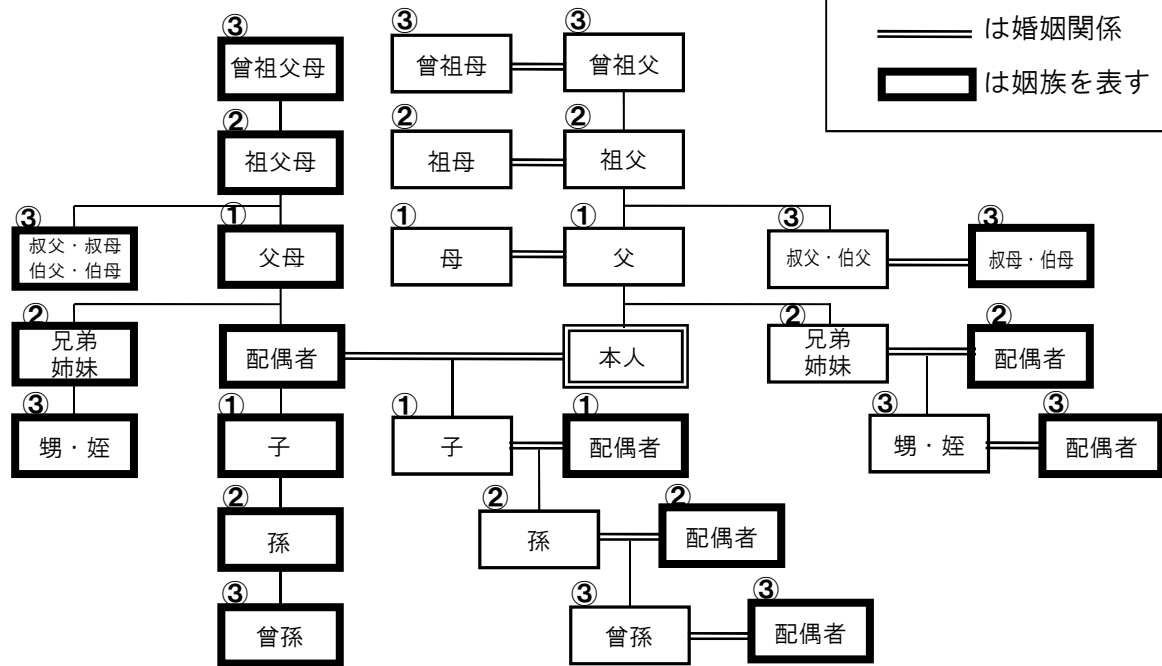 は婚姻関係
は姻族を表す
③
曾祖父母
③
曾祖母
③
曾祖父
②
祖父母
②
祖母
②
祖父
③
叔父・叔母
伯父・伯母
①
父母
①
母
①
父
③
叔父・伯父
③
叔母・伯母
②
兄弟
姉妹
配偶者
本人
②
兄弟
姉妹
②
配偶者
③
甥・姪
①
子
①
子
①
配偶者
③
甥・姪
③
配偶者
②
孫
②
孫
②
配偶者
③
曾孫
③
曾孫
③
配偶者